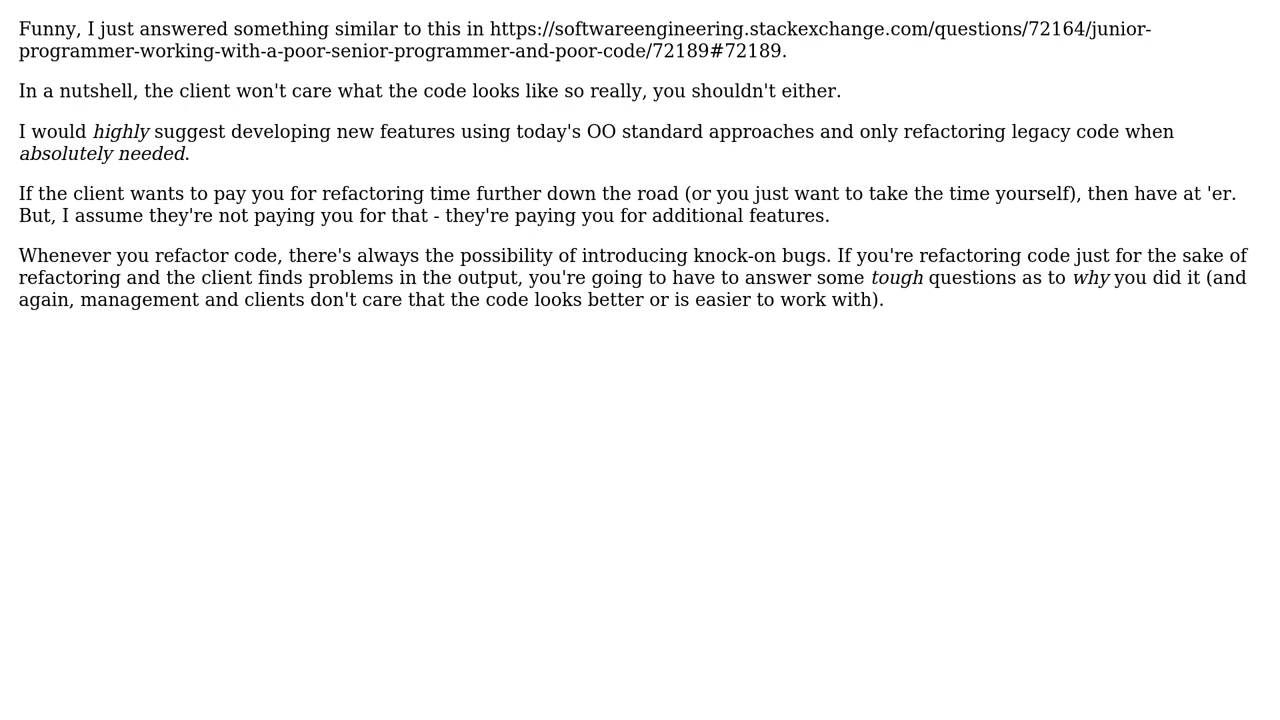 Funny, I just answered something similar to this in https://softwareengineering.stackexchange.com/questions/72164/junior-
programmer-working-with-a-poor-senior-programmer-and-poor-code/72189#72189.
In a nutshell, the client won't care what the code looks like so really, you shouldn't either.
I would highly suggest developing new features using today's OO standard approaches and only refactoring legacy code when
absolutely needed.
If the client wants to pay you for refactoring time further down the road (or you just want to take the time yourself), then have at 'er.
But, I assume they're not paying you for that - they're paying you for additional features.
Whenever you refactor code, there's always the possibility of introducing knock-on bugs. If you're refactoring code just for the sake of
refactoring and the client finds problems in the output, you're going to have to answer some tough questions as to why you did it (and
again, management and clients don't care that the code looks better or is easier to work with).